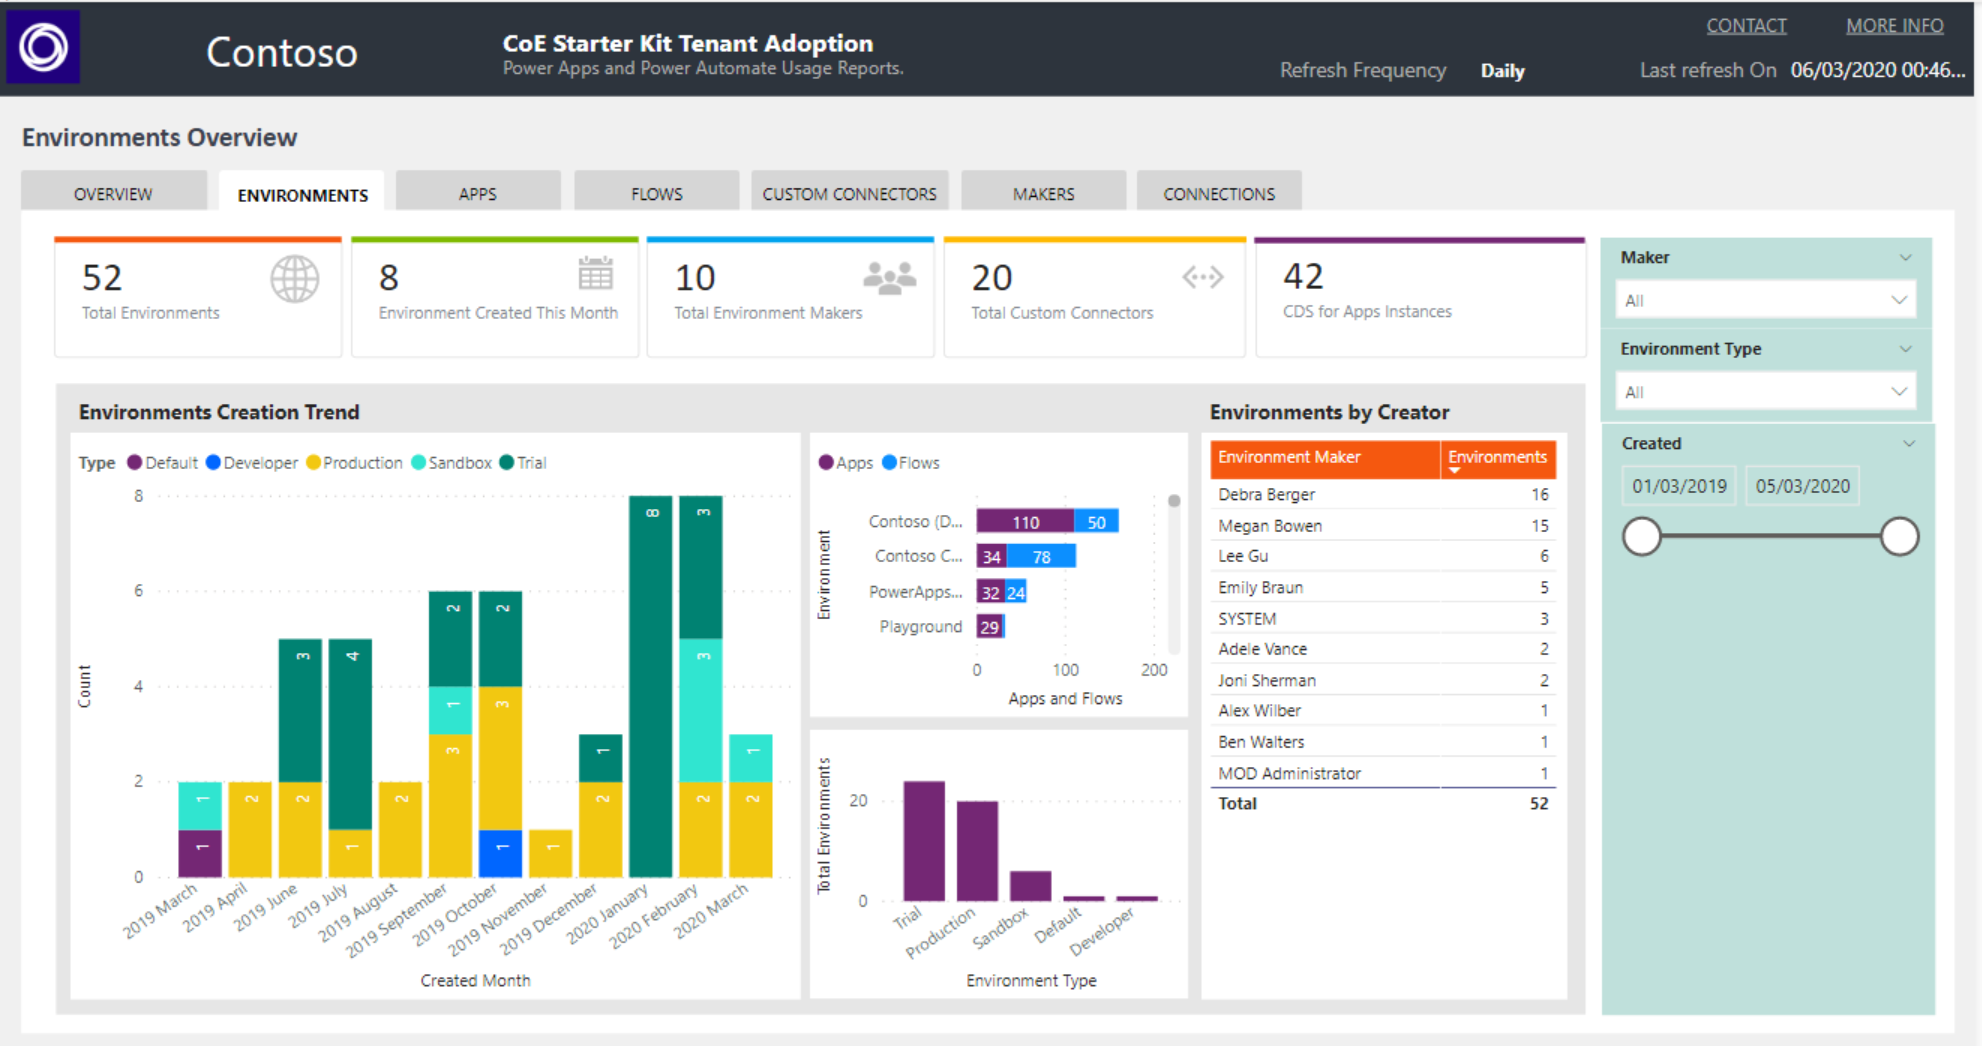 Contoso
CoE Starter Kit Tenant Adoption
Power Apps and Power Automate Usage Reports.
CONTACT MORE INFO
Refresh Frequency Daily
Last refresh On 06/03/2020 00:46...
Environments Overview
OVERVIEW ENVIRONMENTS APPS FLOWS CUSTOM CONNECTORS MAKERS CONNECTIONS
52
Total Environments
8
Environment Created This Month
10
Total Environment Makers
20
Total Custom Connectors
42
CDS for Apps Instances
Maker
All
Environment Type
All
Created
01/03/2019 05/03/2020
Environments Creation Trend
Type Default Developer Production Sandbox Trial
Count
8
6
4
2
0
1 1
2
2 3
1 4
2
3 1 2
1 3 2
1
2 1
8
2 3 3
2 1
2019 March
2019 April
2019 June
2019 July
2019 August
2019 September
2019 October
2019 November
2019 December
2020 January
2020 February
2020 March
Created Month
Apps Flows
Environment
Contoso (D... 110 50
Contoso C... 34 78
PowerApps... 32 24
Playground 29
0 100 200
Apps and Flows
Total Environments
20
0
Trial
Production
Sandbox
Default
Developer
Environment Type
Environments by Creator
Environment Maker Environments
Debra Berger 16
Megan Bowen 15
Lee Gu 6
Emily Braun 5
SYSTEM 3
Adele Vance 2
Joni Sherman 2
Alex Wilber 1
Ben Walters 1
MOD Administrator 1
Total 52